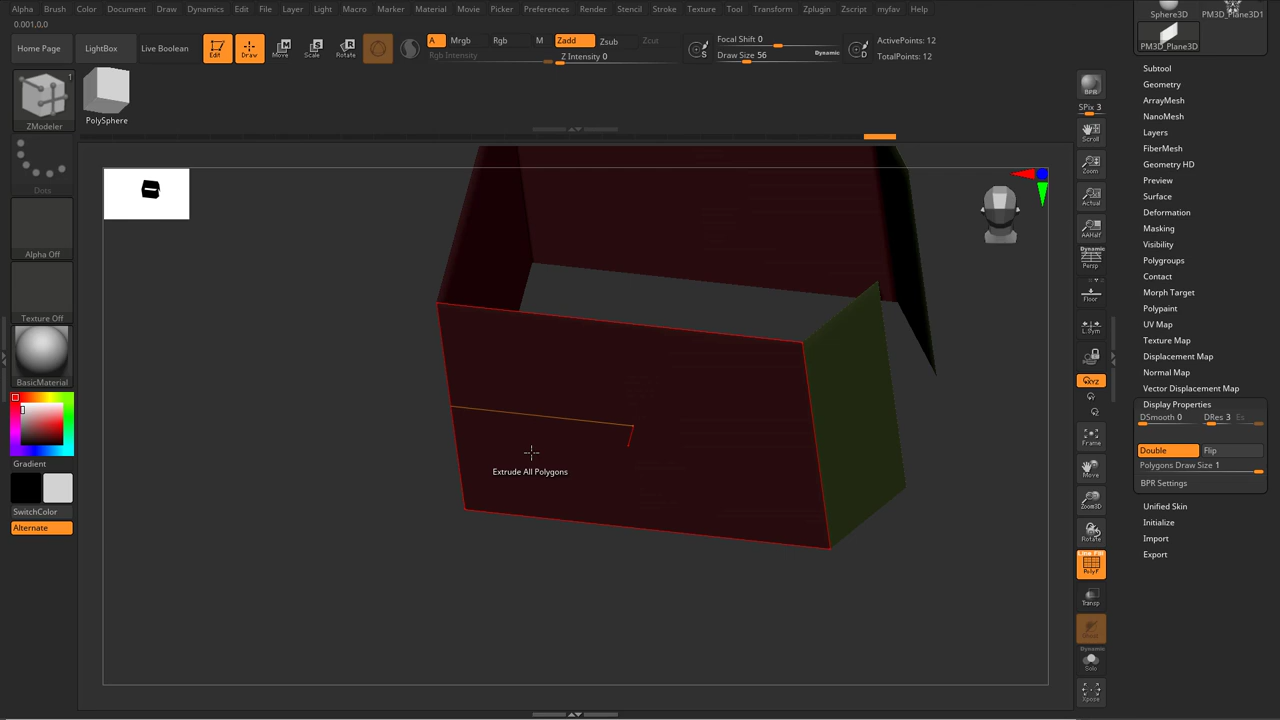 Alpha Brush Color Document Draw Dynamics Edit File Layer Light Macro Marker Material Movie Picker Preferences Render Stencil Stroke Texture Tool Transform Zplugin Zscript myfav Help
0.001,0,0
Home Page
LightBox
Live Boolean
Edit
Draw
Move
Scale
Rotate
A Mrgb Rgb M
Rgb Intensity
Zadd Zsub Zcut
Z Intensity 0
S
Focal Shift 0
Draw Size 56
Dynamic
D
ActivePoints: 12
TotalPoints: 12
1
ZModeler
PolySphere
Dots
Alpha Off
Texture Off
BasicMaterial
Gradient
SwitchColor
Alternate
Extrude All Polygons
BPR
SPix 3
Scroll
Zoom
Actual
AAHalf
Dynamic
Persp
Floor
L.Sym
XYZ
Frame
Move
Zoom3D
Rotate
Line Fill
PolyF
Transp
Dynamic
Solo
Xpose
Sphere3D
PM3D_Plane3D1
PM3D_Plane3D
Subtool
Geometry
ArrayMesh
NanoMesh
Layers
FiberMesh
Geometry HD
Preview
Surface
Deformation
Masking
Visibility
Polygroups
Contact
Morph Target
Polypaint
UV Map
Texture Map
Displacement Map
Normal Map
Vector Displacement Map
Display Properties
DSmooth 0
DRes 3
Es
Double
Flip
Polygons Draw Size 1
BPR Settings
Unified Skin
Initialize
Import
Export